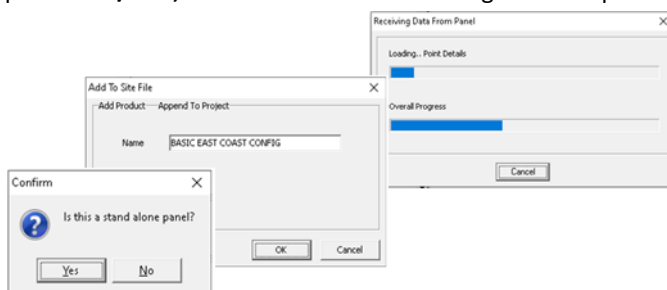 Receiving Data From Panel
Loading... Point Details
Overall Progress
Cancel
Add To Site File
Add Product Append To Project
Name BASIC EAST COAST CONFIG
OK Cancel
Confirm
Is this a stand alone panel?
Yes No